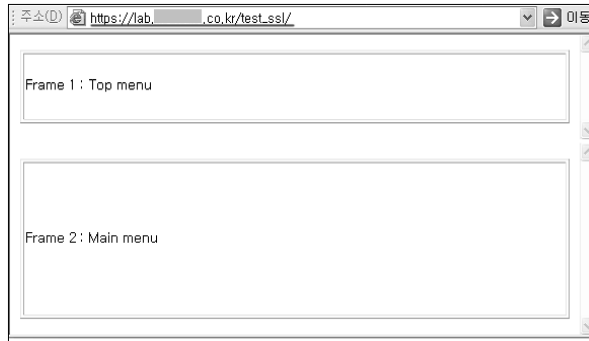 주소(D) https://lab. .co.kr/test_ssl/ 이동
Frame 1 : Top menu
Frame 2 : Main menu